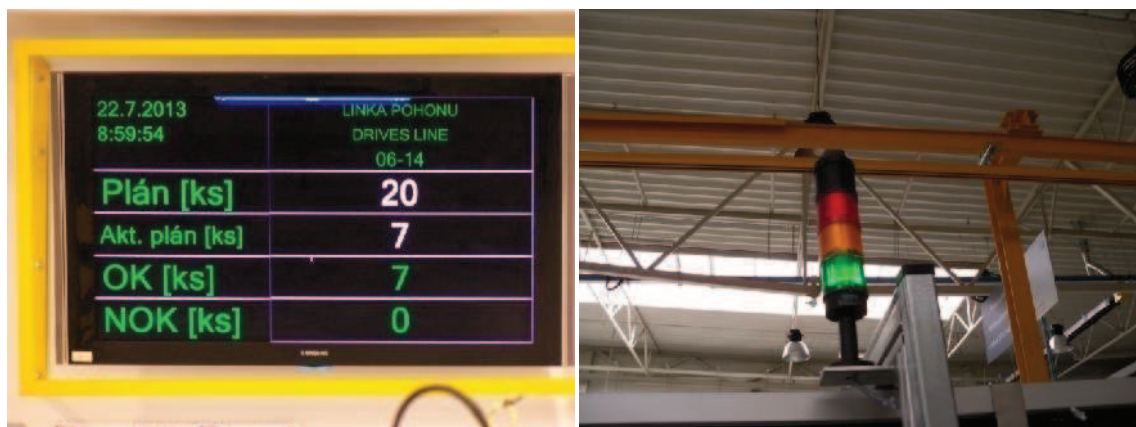 22.7.2013
8:59:54
LINKA POHONU
DRIVES LINE
06-14
Plán [ks] 20
Akt. plán [ks] 7
OK [ks] 7
NOK [ks] 0